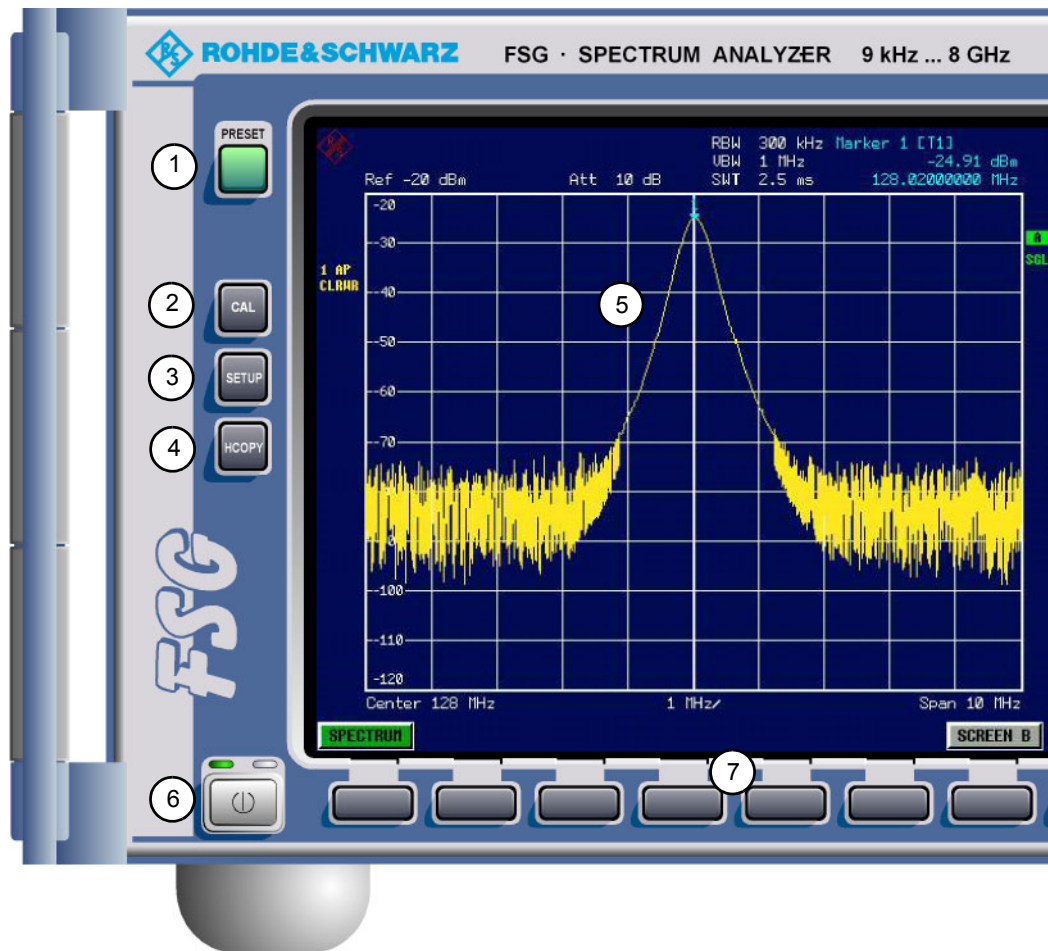 ROHDE&SCHWARZ FSG · SPECTRUM ANALYZER 9 kHz ... 8 GHz
PRESET
1
RBW 300 kHz Marker 1 [T1]
VBW 1 MHz -24.91 dBm
Ref -20 dBm Att 10 dB SWT 2.5 ms 128.02000000 MHz
-20
-30
A
SGL
1 AP
CLRWR
-40
2
CAL
5
-50
3
SETUP
-60
4
HCOPY
-70
-100
FSG
-110
-120
Center 128 MHz 1 MHz/ Span 10 MHz
SPECTRUM
SCREEN B
6
7